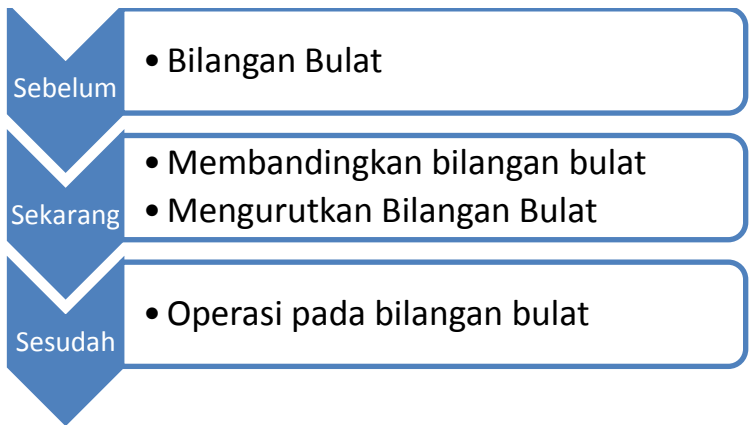 Sebelum
• Bilangan Bulat
Sekarang
• Membandingkan bilangan bulat
• Mengurutkan Bilangan Bulat
Sesudah
• Operasi pada bilangan bulat